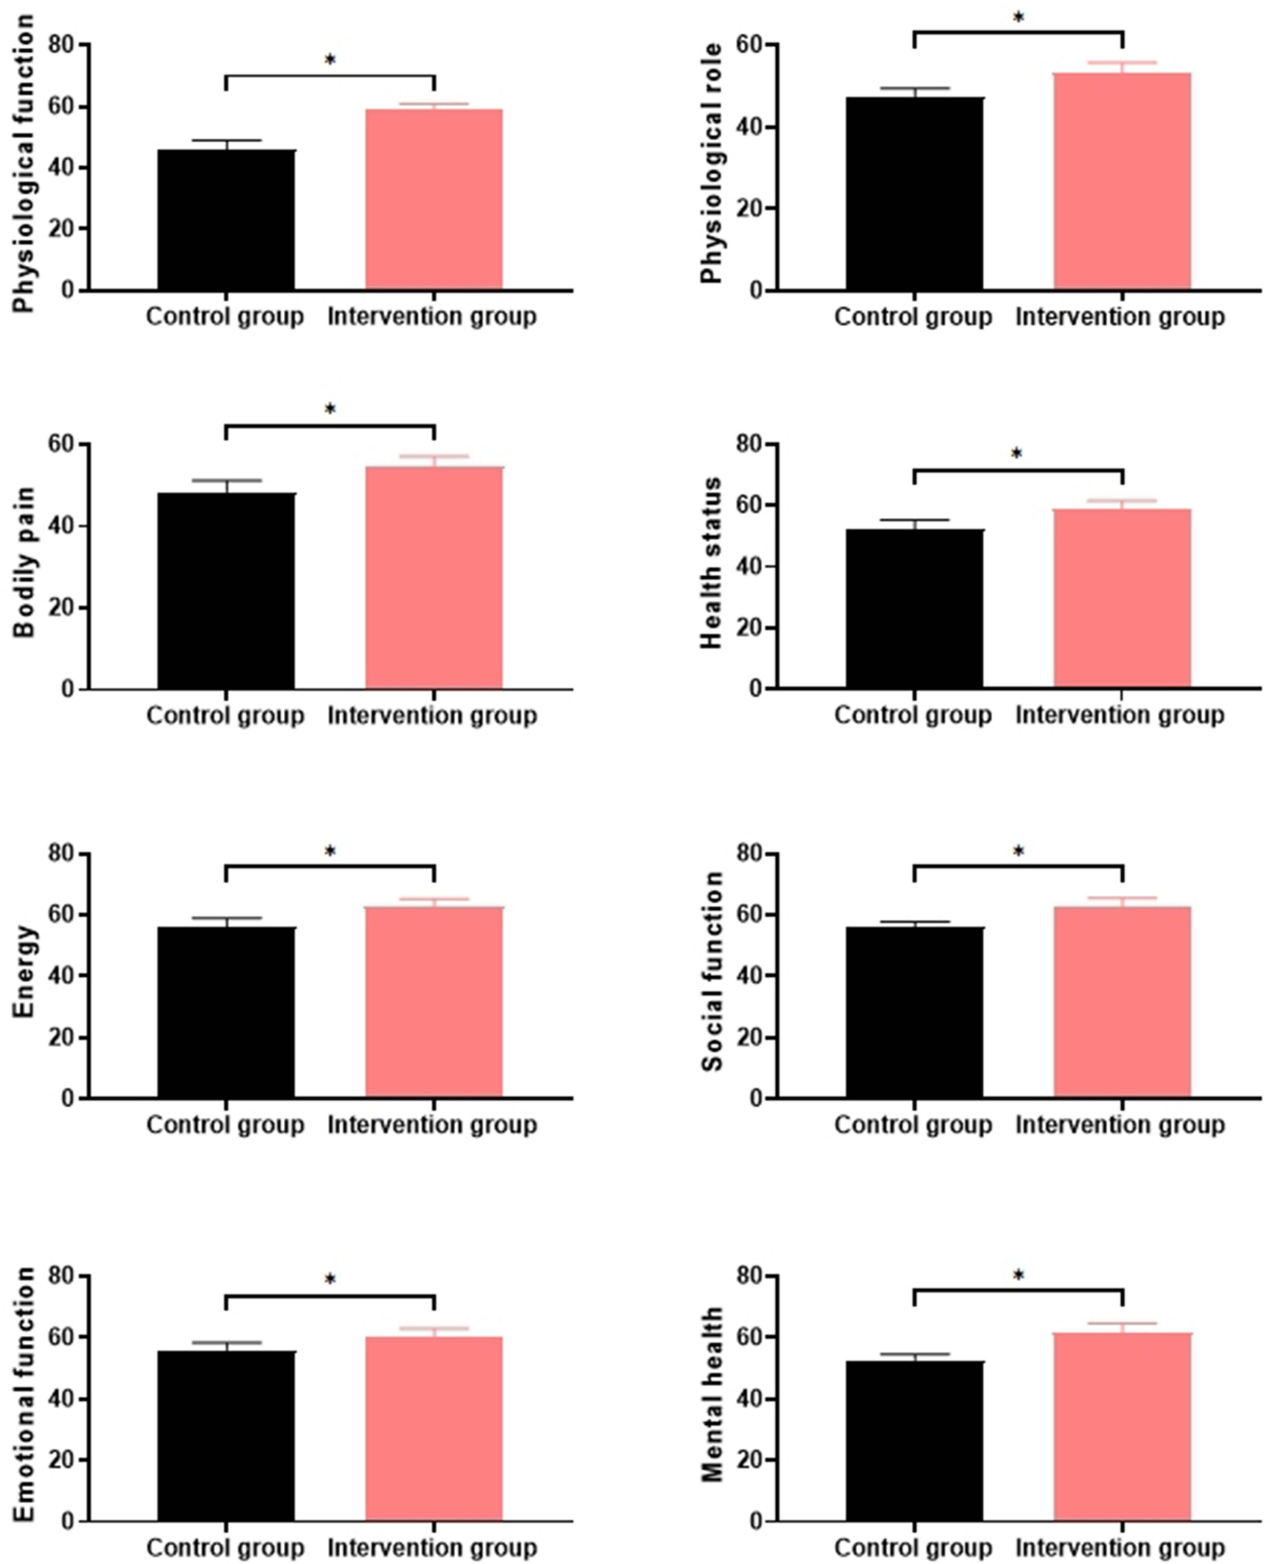 Physiological function
80
60
40
20
0
*
Control group Intervention group
Physiological role
60
40
20
0
*
Control group Intervention group
Bodily pain
60
40
20
0
*
Control group Intervention group
Health status
80
60
40
20
0
*
Control group Intervention group
Energy
80
60
40
20
0
*
Control group Intervention group
Social function
80
60
40
20
0
*
Control group Intervention group
Emotional function
80
60
40
20
0
*
Control group Intervention group
Mental health
80
60
40
20
0
*
Control group Intervention group